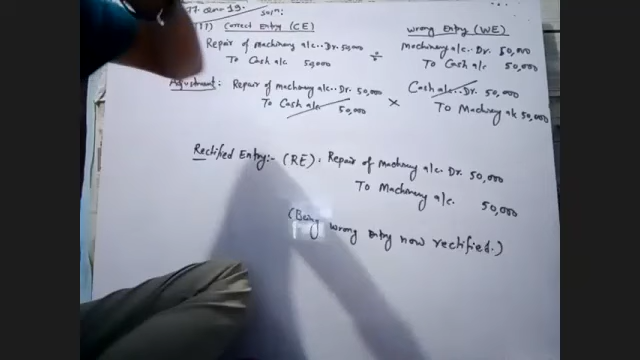 Soln:
17) Correct Entry (CE) Wrong Entry (WE)
Repair of machinery a/c.. Dr. 50,000 ÷ machinery a/c. Dr. 50,000
To Cash a/c 50,000 To Cash a/c 50,000
Adjustment: Repair of machinery a/c.. Dr. 50,000 × Cash a/c.. Dr. 50,000
To Cash a/c. 50,000 To Machinery a/c 50,000
Rectified Entry:- (RE): Repair of machinery a/c. Dr. 50,000
To Machinery a/c. 50,000
(Being wrong entry now rectified.)